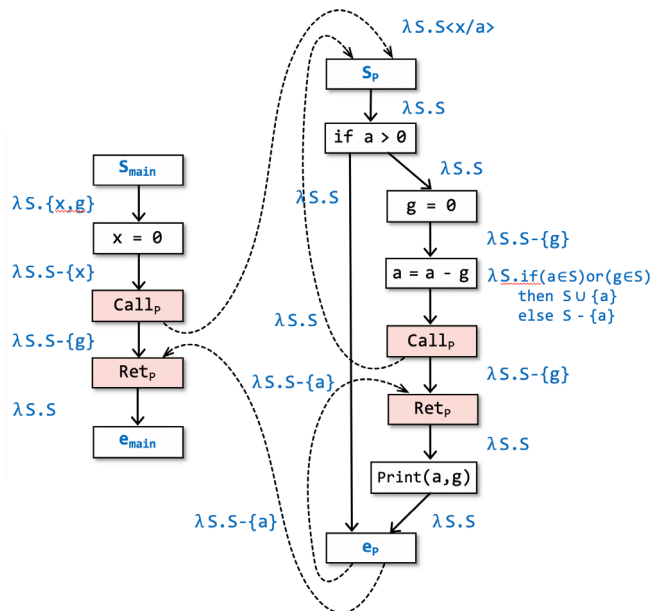 λS.S<x/a>
Sₚ
λS.S
if a > 0
λS.S
λS.S
Sₘₐᵢₙ
λS.{x,g}
g = 0
x = 0
λS.S-{g}
λS.S-{x}
a = a - g
λS.if(a∈S)or(g∈S)
then S ∪ {a}
else S - {a}
Callₚ
λS.S
Callₚ
λS.S-{g}
λS.S-{g}
Retₚ
λS.S-{a}
Retₚ
λS.S
λS.S
eₘₐᵢₙ
Print(a,g)
λS.S-{a}
λS.S
eₚ